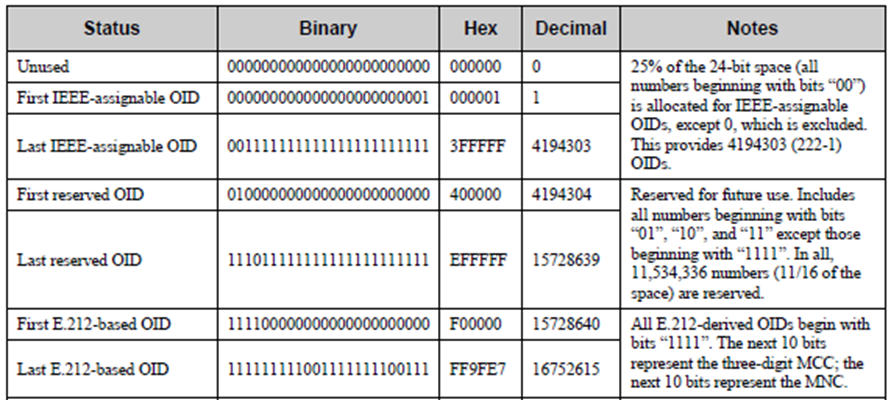 Status Binary Hex Decimal Notes
Unused 000000000000000000000000 000000 0
First IEEE-assignable OID 000000000000000000000001 000001 1
Last IEEE-assignable OID 001111111111111111111111 3FFFFF 4194303
25% of the 24-bit space (all
numbers beginning with bits “00”)
is allocated for IEEE-assignable
OIDs, except 0, which is excluded.
This provides 4194303 (222-1)
OIDs.
First reserved OID 010000000000000000000000 400000 4194304
Last reserved OID 111011111111111111111111 EFFFFF 15728639
Reserved for future use. Includes
all numbers beginning with bits
“01”, “10”, and “11” except those
beginning with “1111”. In all,
11,534,336 numbers (11/16 of the
space) are reserved.
First E.212-based OID 111100000000000000000000 F00000 15728640
Last E.212-based OID 111111111001111111100111 FF9FE7 16752615
All E.212-derived OIDs begin with
bits “1111”. The next 10 bits
represent the three-digit MCC; the
next 10 bits represent the MNC.